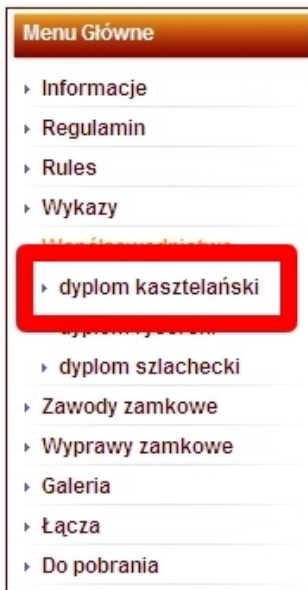 Menu Główne
Informacje
Regulamin
Rules
Wykazy
dyplom kasztelański
dyplom szlachecki
Zawody zamkowe
Wyprawy zamkowe
Galeria
Łącza
Do pobrania